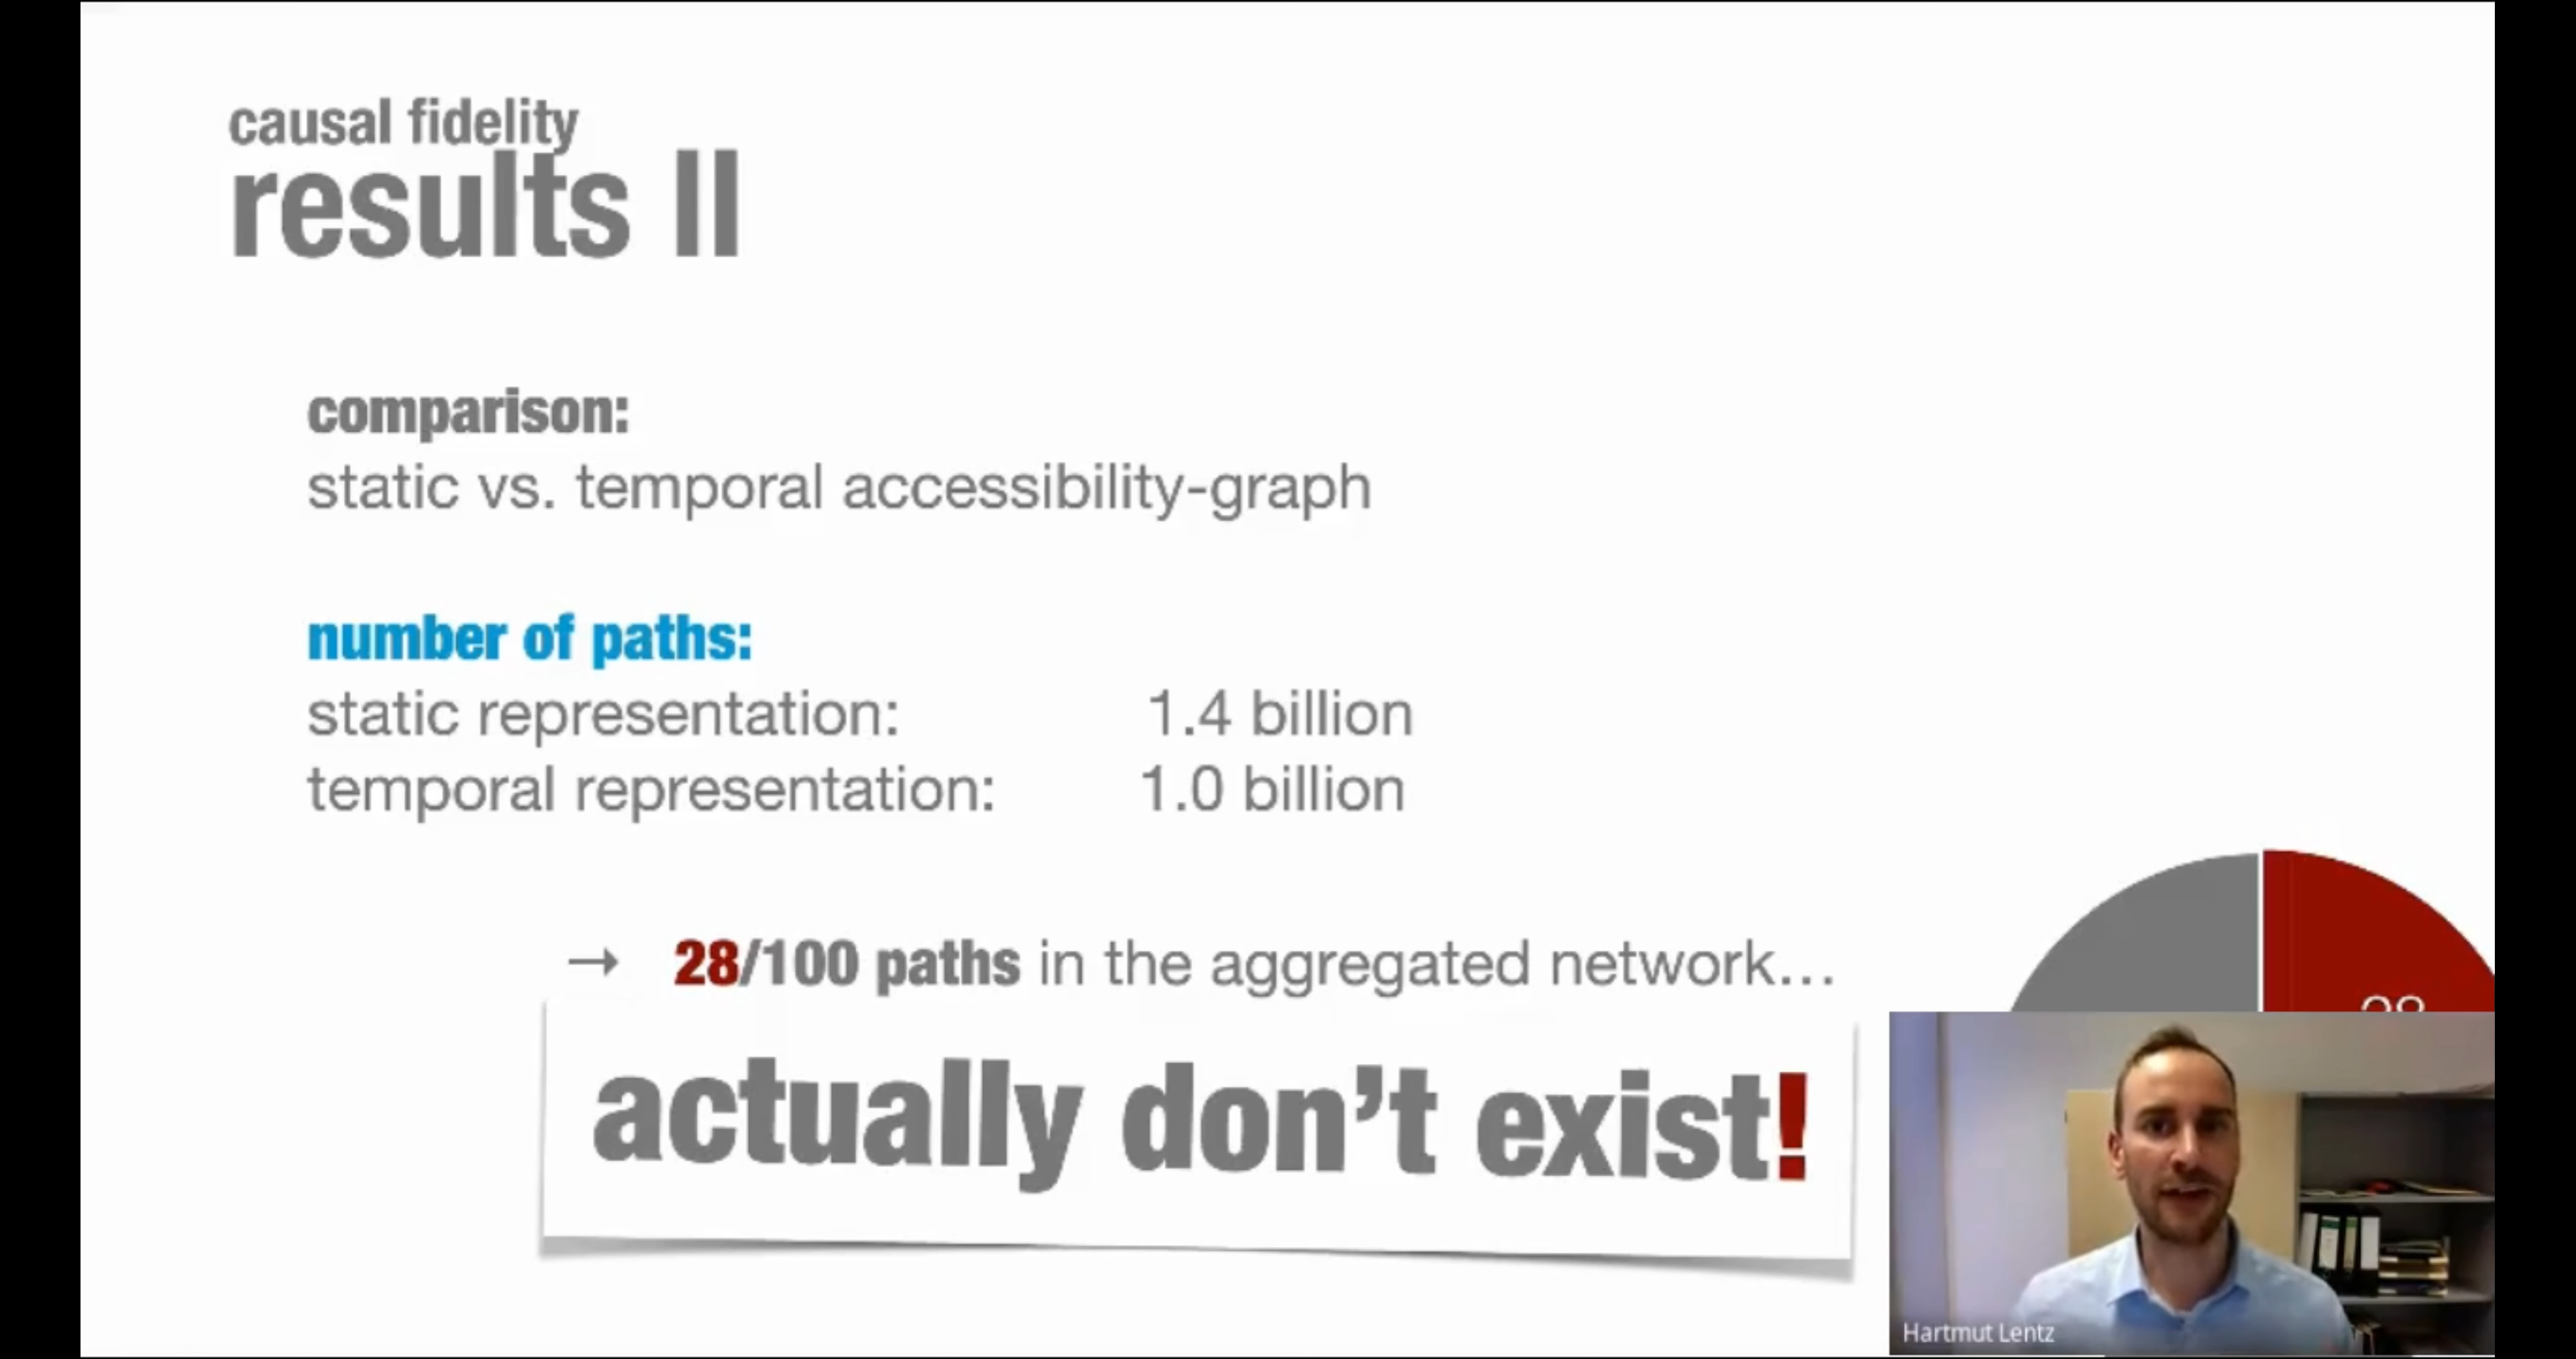 causal fidelity
results II
comparison:
static vs. temporal accessibility-graph
number of paths:
static representation: 1.4 billion
temporal representation: 1.0 billion
→ 28/100 paths in the aggregated network…
actually don’t exist!
Hartmut Lentz